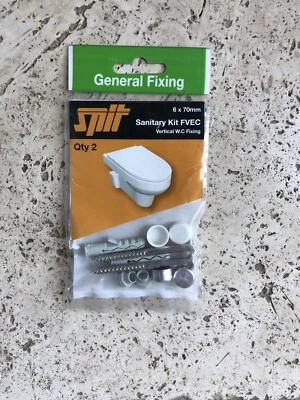 General Fixing
6 x 70mm
Spit
Sanitary Kit FVEC
Vertical W.C Fixing
Qty 2